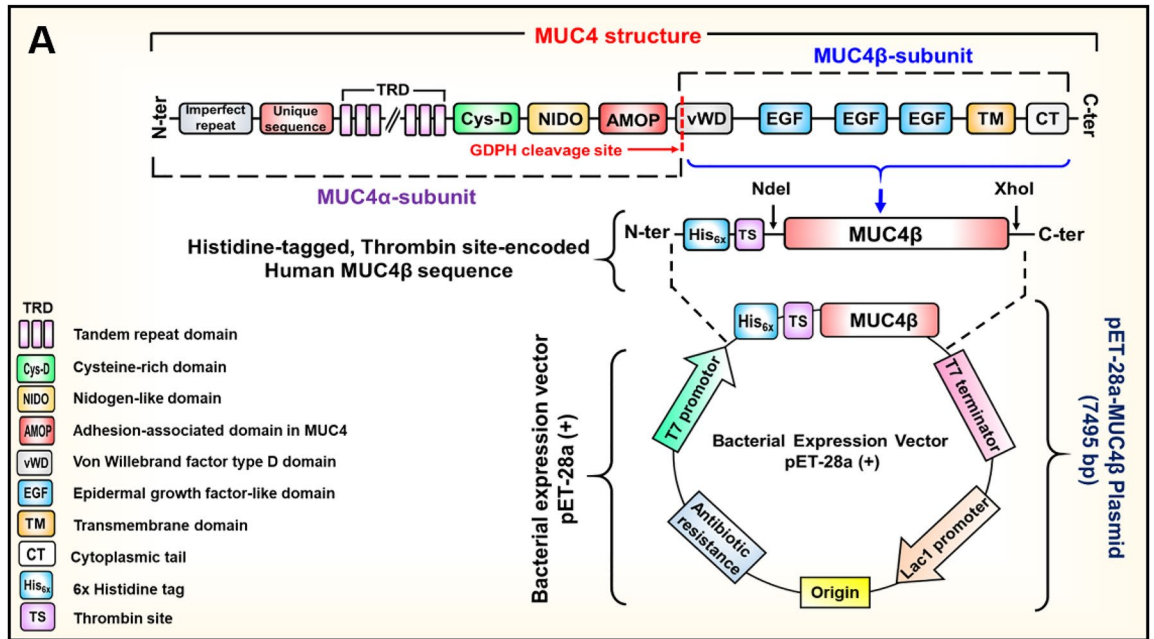 A
MUC4 structure
MUC4β-subunit
N-ter
Imperfect
repeat
Unique
sequence
TRD
Cys-D
NIDO
AMOP
vWD
EGF
EGF
EGF
TM
CT
C-ter
GDPH cleavage site
MUC4α-subunit
NdeI
XhoI
Histidine-tagged, Thrombin site-encoded
Human MUC4β sequence
N-ter
His6x
TS
MUC4β
C-ter
TRD
Tandem repeat domain
Cys-D
Cysteine-rich domain
NIDO
Nidogen-like domain
AMOP
Adhesion-associated domain in MUC4
vWD
Von Willebrand factor type D domain
EGF
Epidermal growth factor-like domain
TM
Transmembrane domain
CT
Cytoplasmic tail
His6x
6x Histidine tag
TS
Thrombin site
Bacterial expression vector
pET-28a (+)
His6x
TS
MUC4β
T7 promotor
T7 terminator
Bacterial Expression Vector
pET-28a (+)
Antibiotic
resistance
Origin
Lac1 promoter
pET-28a-MUC4β Plasmid
(7495 bp)